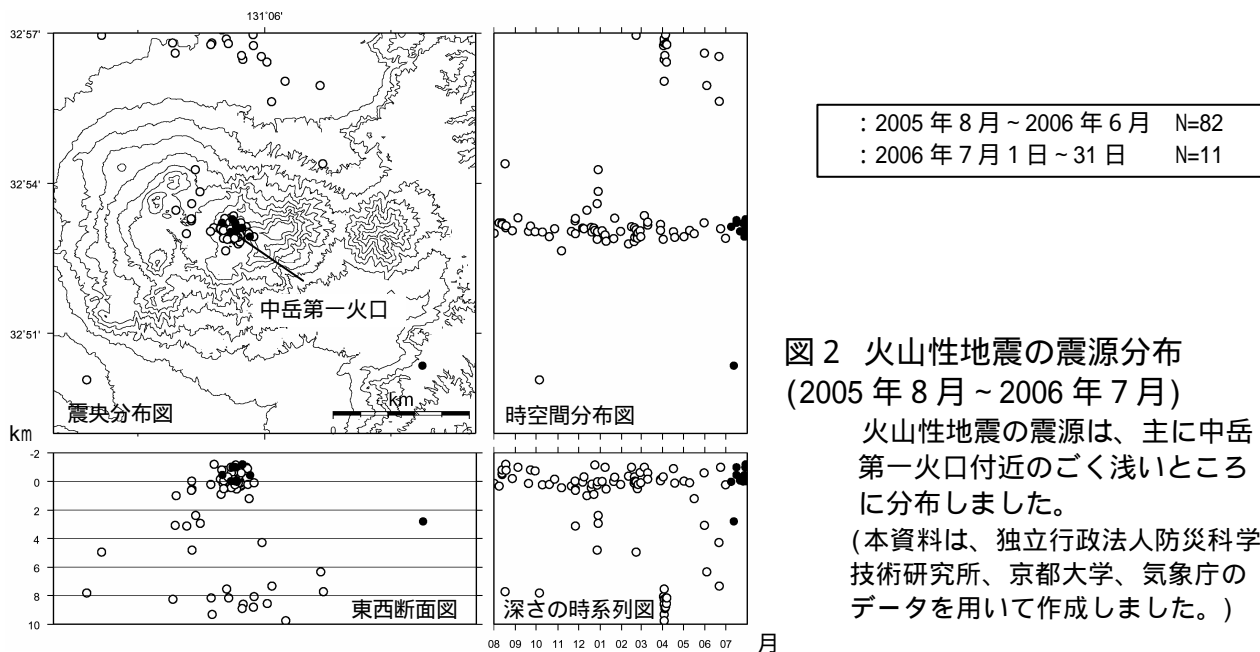 131°06'
32°57'
32°54'
32°51'
中岳第一火口
震央分布図
km
0 1 2 3 4 5
時空間分布図
km
-2
0
2
4
6
8
10
東西断面図
深さの時系列図
08 09 10 11 12 01 02 03 04 05 06 07 月
：2005 年 8 月～2006 年 6 月 N=82
：2006 年 7 月 1 日～31 日 N=11
図 2 火山性地震の震源分布
(2005 年 8 月～2006 年 7 月)
火山性地震の震源は、主に中岳
第一火口付近のごく浅いところ
に分布しました。
(本資料は、独立行政法人防災科学
技術研究所、京都大学、気象庁の
データを用いて作成しました。)